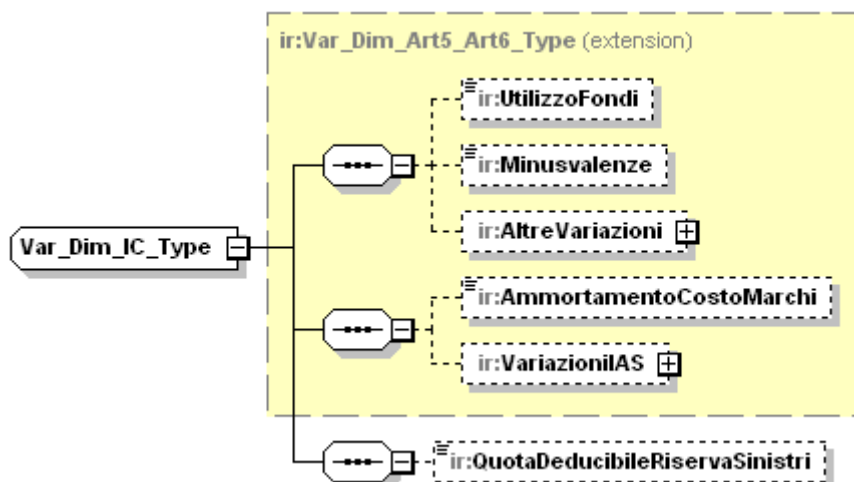 ir:Var_Dim_Art5_Art6_Type (extension)
ir:UtilizzoFondi
ir:Minusvalenze
Var_Dim_IC_Type
ir:AltreVariazioni
ir:AmmortamentoCostoMarchi
ir:VariazioniIAS
ir:QuotaDeducibileRiservaSinistri